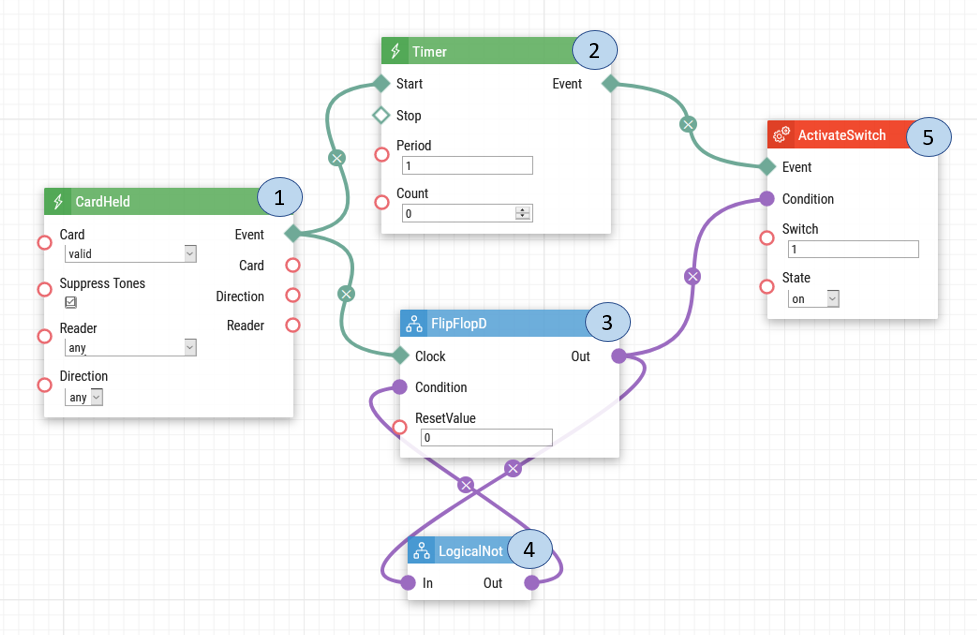 CardHeld
1
Card
valid
Suppress Tones
Reader
any
Direction
any
Event
Card
Direction
Reader
Timer
2
Start
Event
Stop
Period
1
Count
0
FlipFlopD
3
Clock
Out
Condition
ResetValue
0
LogicalNot
4
In
Out
ActivateSwitch
5
Event
Condition
Switch
1
State
on